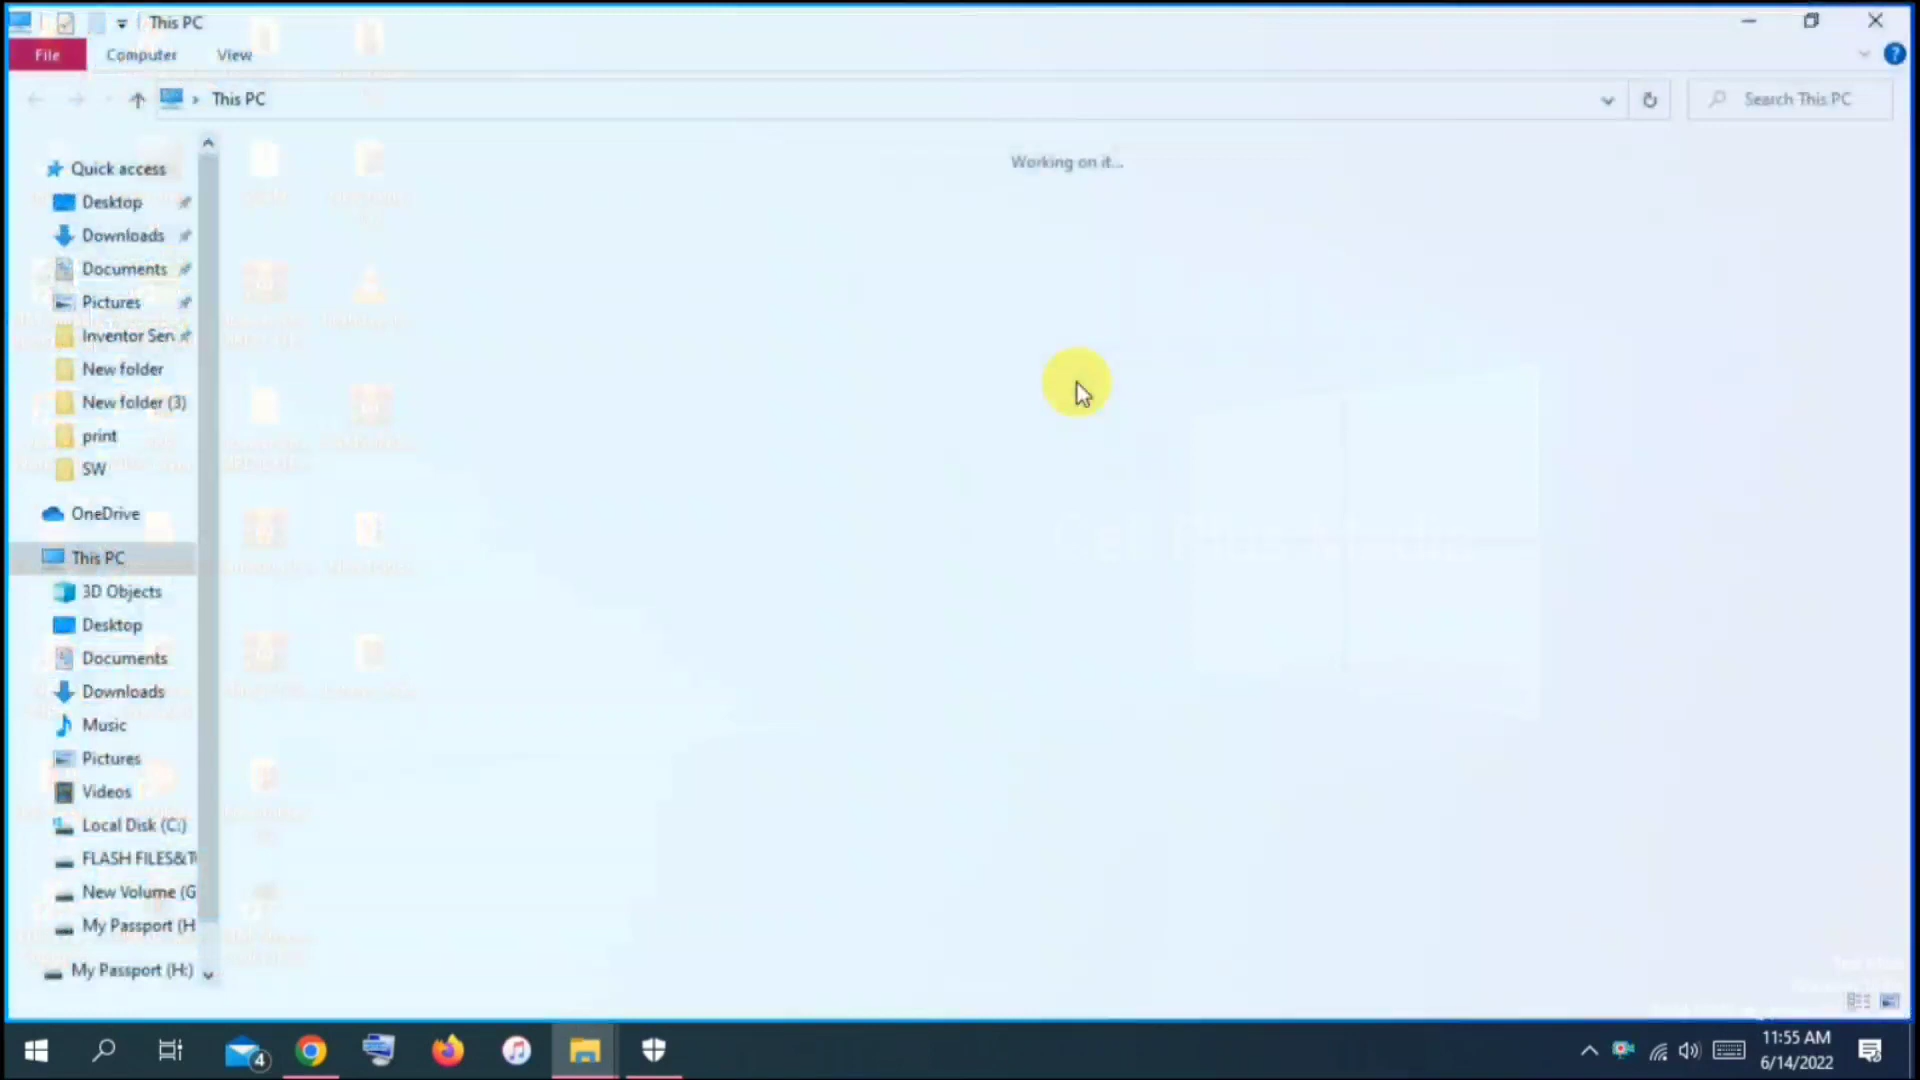 This PC
File Computer View
This PC
Search This PC
Working on it...
Quick access
Desktop
Downloads
Documents
Pictures
Inventor Ser
New folder
New folder (3)
print
SW
OneDrive
This PC
3D Objects
Desktop
Documents
Downloads
Music
Pictures
Videos
Local Disk (C:)
FLASH FILES&T
New Volume (G
My Passport (H
My Passport (H:)
4
11:55 AM
6/14/2022